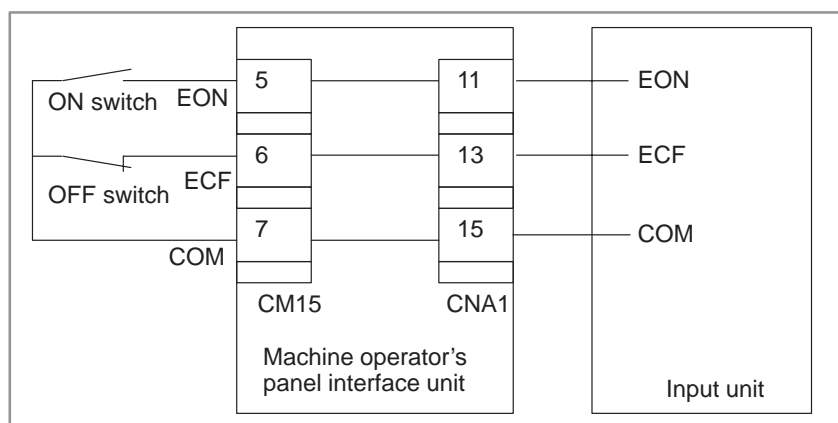 5
11
EON
ON switch
EON
6
13
ECF
ECF
OFF switch
7
15
COM
COM
CM15
CNA1
Machine operator’s
panel interface unit
Input unit